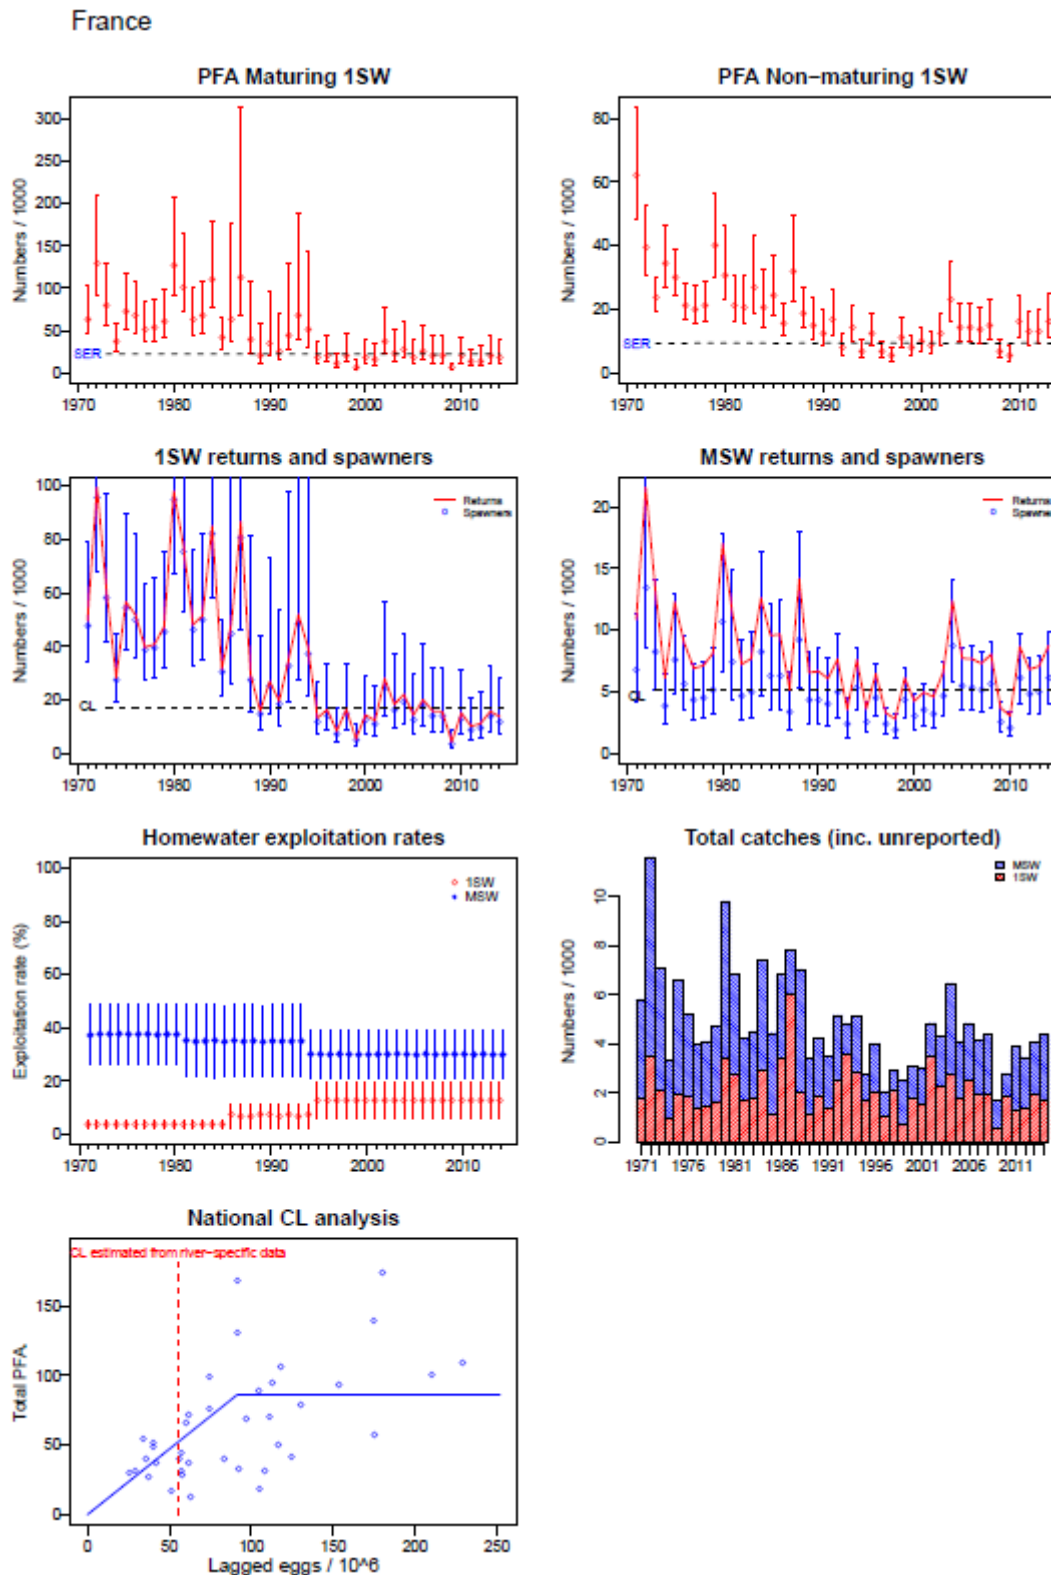 France
PFA Maturing 1SW
Numbers / 1000
300
250
200
150
100
50
0
SER
1970 1980 1990 2000 2010
PFA Non-maturing 1SW
Numbers / 1000
80
60
40
20
0
SER
1970 1980 1990 2000 2010
1SW returns and spawners
Numbers / 1000
100
80
60
40
20
0
CL
Returns
Spawners
1970 1980 1990 2000 2010
MSW returns and spawners
Numbers / 1000
20
15
10
5
0
CL
Returns
Spawne
1970 1980 1990 2000 2010
Homewater exploitation rates
Exploitation rate (%)
100
80
60
40
20
0
1SW
MSW
1970 1980 1990 2000 2010
Total catches (inc. unreported)
Numbers / 1000
10
8
6
4
2
0
MSW
1SW
1971 1976 1981 1986 1991 1996 2001 2006 2011
National CL analysis
CL estimated from river-specific data
Total PFA
150
100
50
0
0 50 100 150 200 250
Lagged eggs / 10^6